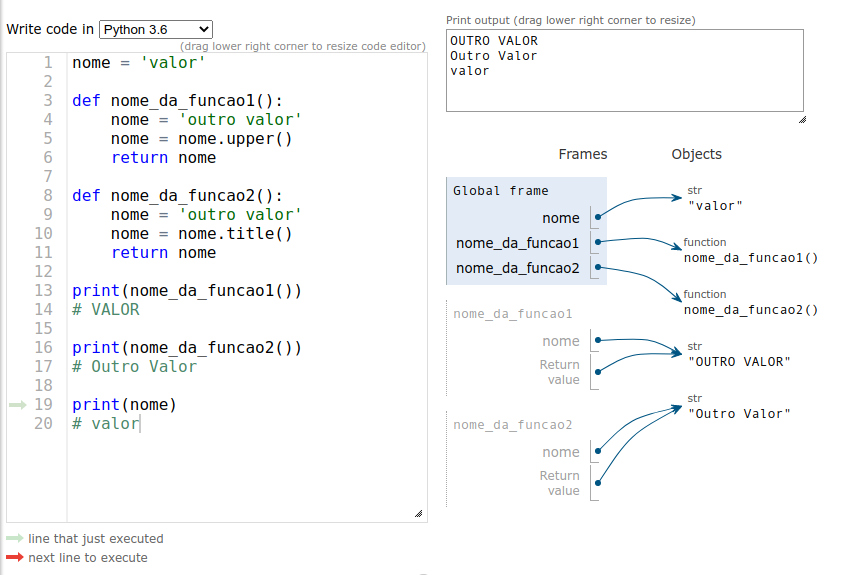 Write code in Python 3.6
(drag lower right corner to resize code editor)
1 nome = 'valor'
2
3 def nome_da_funcao1():
4     nome = 'outro valor'
5     nome = nome.upper()
6     return nome
7
8 def nome_da_funcao2():
9     nome = 'outro valor'
10     nome = nome.title()
11     return nome
12
13 print(nome_da_funcao1())
14 # VALOR
15
16 print(nome_da_funcao2())
17 # Outro Valor
18
19 print(nome)
20 # valor
line that just executed
next line to execute
Print output (drag lower right corner to resize)
OUTRO VALOR
Outro Valor
valor
Frames Objects
Global frame
nome
nome_da_funcao1
nome_da_funcao2
str
"valor"
function
nome_da_funcao1()
function
nome_da_funcao2()
nome_da_funcao1
nome
Return
value
str
"OUTRO VALOR"
nome_da_funcao2
nome
Return
value
str
"Outro Valor"